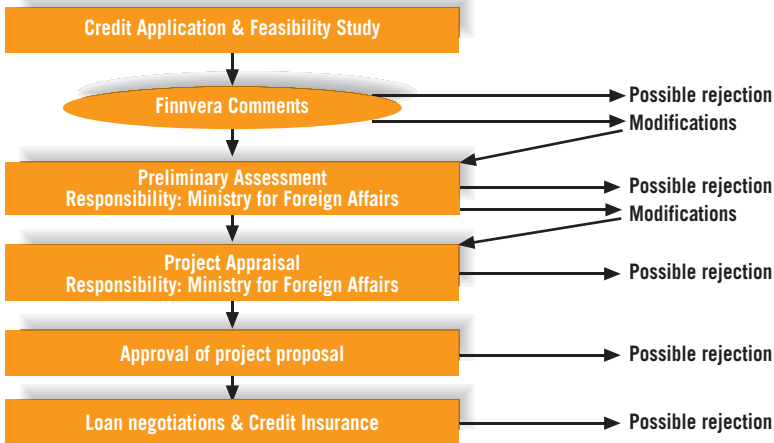 Credit Application & Feasibility Study
Finnvera Comments
Possible rejection
Modifications
Preliminary Assessment
Responsibility: Ministry for Foreign Affairs
Possible rejection
Modifications
Project Appraisal
Responsibility: Ministry for Foreign Affairs
Possible rejection
Approval of project proposal
Possible rejection
Loan negotiations & Credit Insurance
Possible rejection